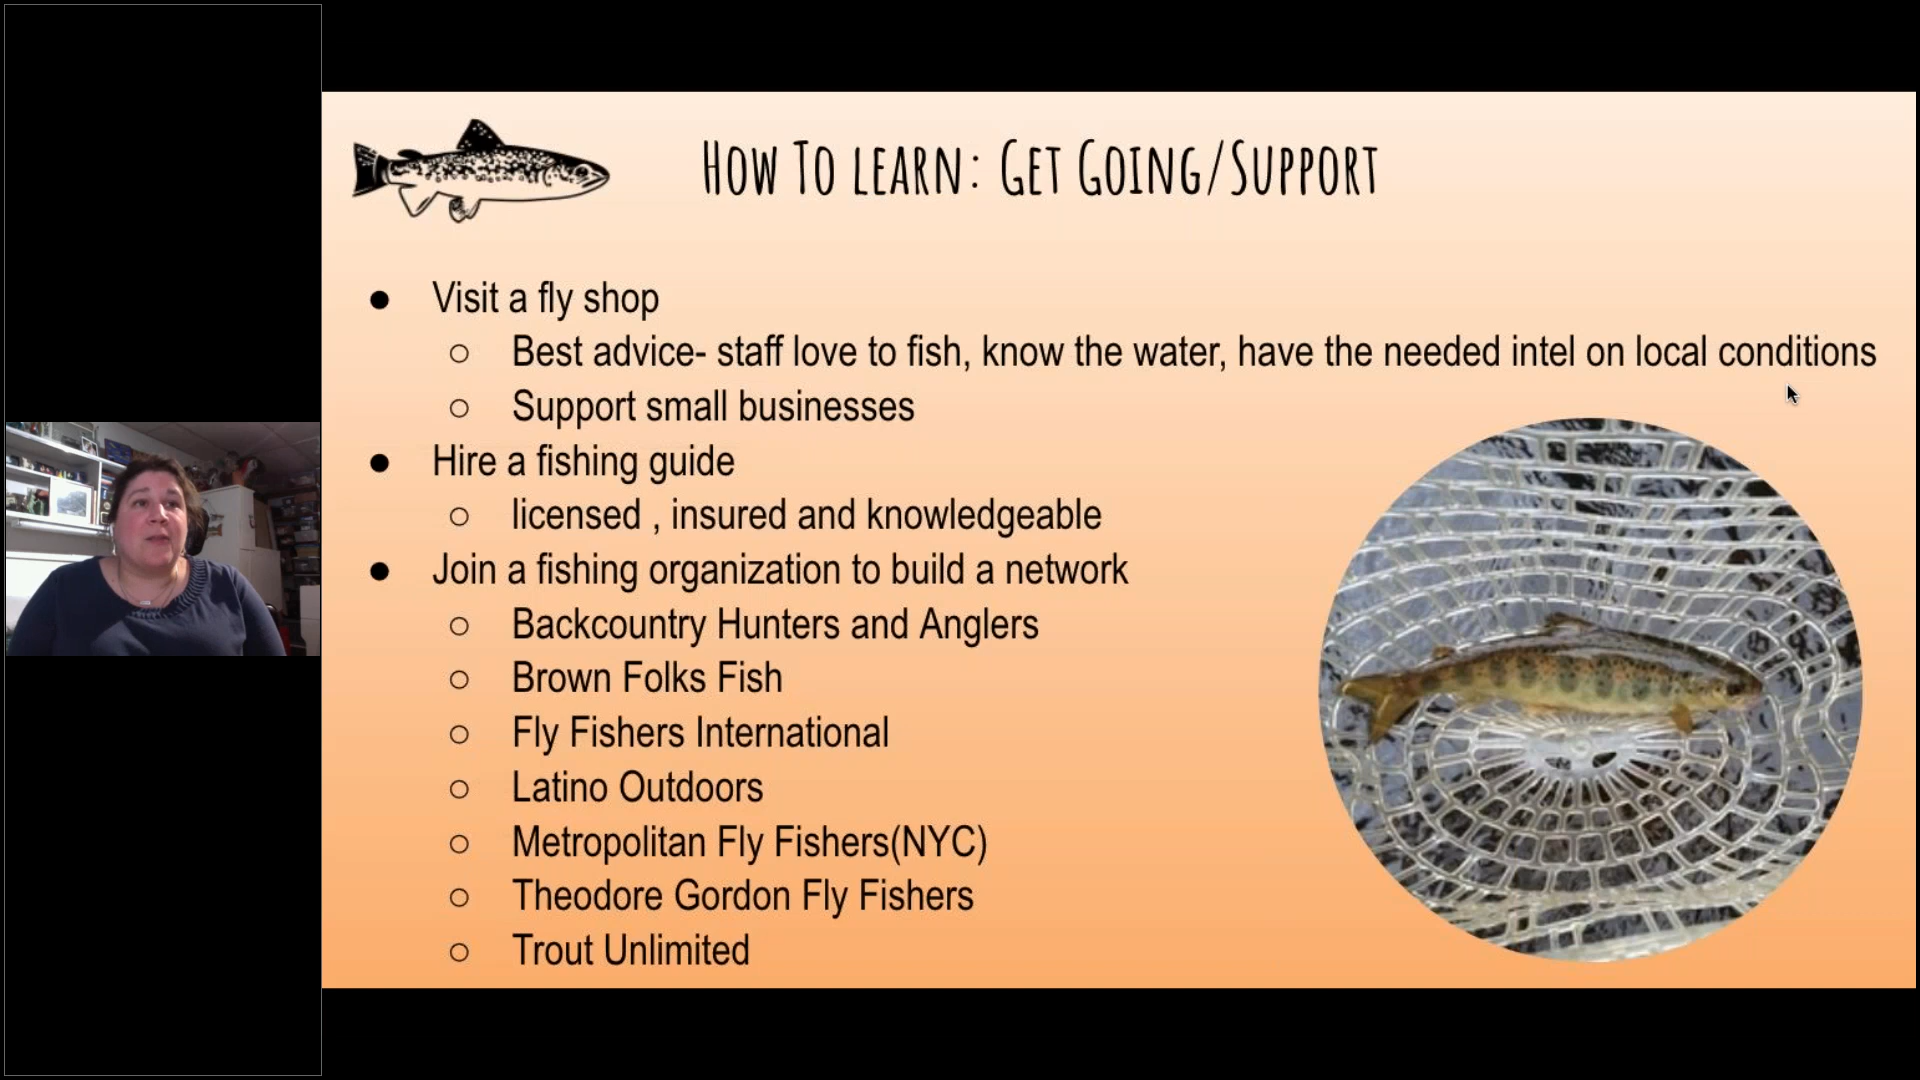 How To learn: Get Going/Support
● Visit a fly shop
○ Best advice- staff love to fish, know the water, have the needed intel on local conditions
○ Support small businesses
● Hire a fishing guide
○ licensed , insured and knowledgeable
● Join a fishing organization to build a network
○ Backcountry Hunters and Anglers
○ Brown Folks Fish
○ Fly Fishers International
○ Latino Outdoors
○ Metropolitan Fly Fishers(NYC)
○ Theodore Gordon Fly Fishers
○ Trout Unlimited